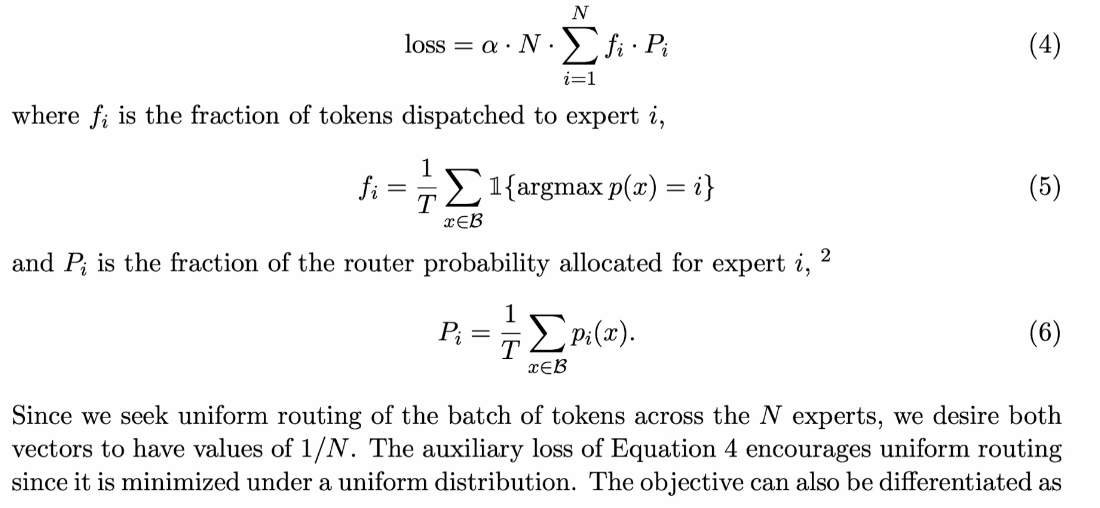 loss = α · N · ∑_{i=1}^{N} f_i · P_i (4)
where f_i is the fraction of tokens dispatched to expert i,
f_i = \frac{1}{T} ∑_{x∈ℬ} 𝟙{argmax p(x) = i} (5)
and P_i is the fraction of the router probability allocated for expert i, ²
P_i = \frac{1}{T} ∑_{x∈ℬ} p_i(x). (6)
Since we seek uniform routing of the batch of tokens across the N experts, we desire both
vectors to have values of 1/N. The auxiliary loss of Equation 4 encourages uniform routing
since it is minimized under a uniform distribution. The objective can also be differentiated as